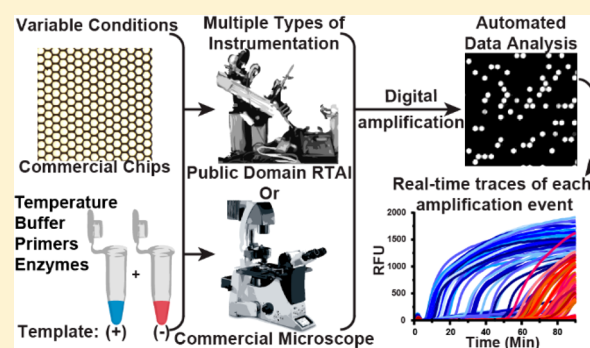 Variable Conditions
Commercial Chips
Temperature
Buffer
Primers
Enzymes
+
Template: (+) (-)
Multiple Types of
Instrumentation
Public Domain RTAI
Or
Commercial Microscope
Digital
amplification
Automated
Data Analysis
Real-time traces of each
amplification event
RFU
2000
1500
1000
500
0
0 20 40 60 80
Time (Min)